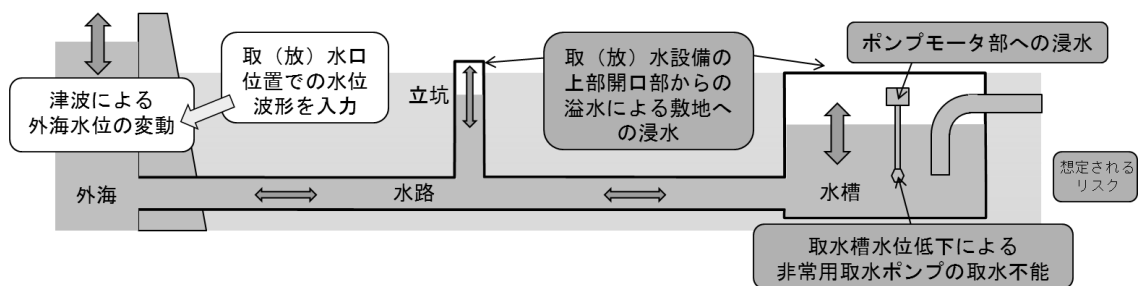 取（放）水口
位置での水位
波形を入力
津波による
外海水位の変動
立坑
取（放）水設備の
上部開口部からの
溢水による敷地へ
の浸水
ポンプモータ部への浸水
外海
水路
水槽
想定される
リスク
取水槽水位低下による
非常用取水ポンプの取水不能